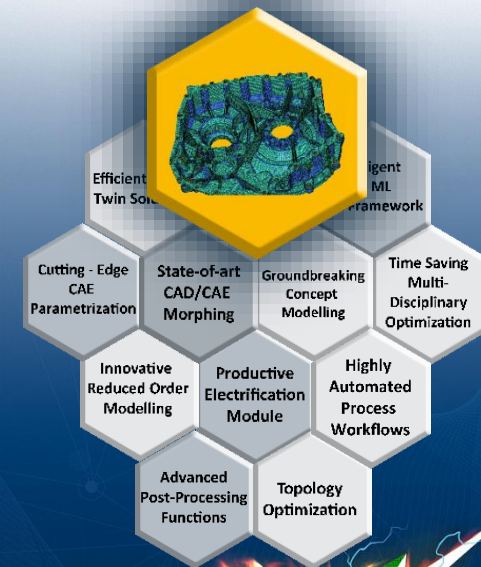 Efficient
Twin
ML
Framework
Cutting - Edge
CAE
Parametrization
State-of-art
CAD/CAE
Morphing
Groundbreaking
Concept
Modelling
Time Saving
Multi-
Disciplinary
Optimization
Innovative
Reduced Order
Modelling
Productive
Electrification
Module
Highly
Automated
Process
Workflows
Advanced
Post-Processing
Functions
Topology
Optimization